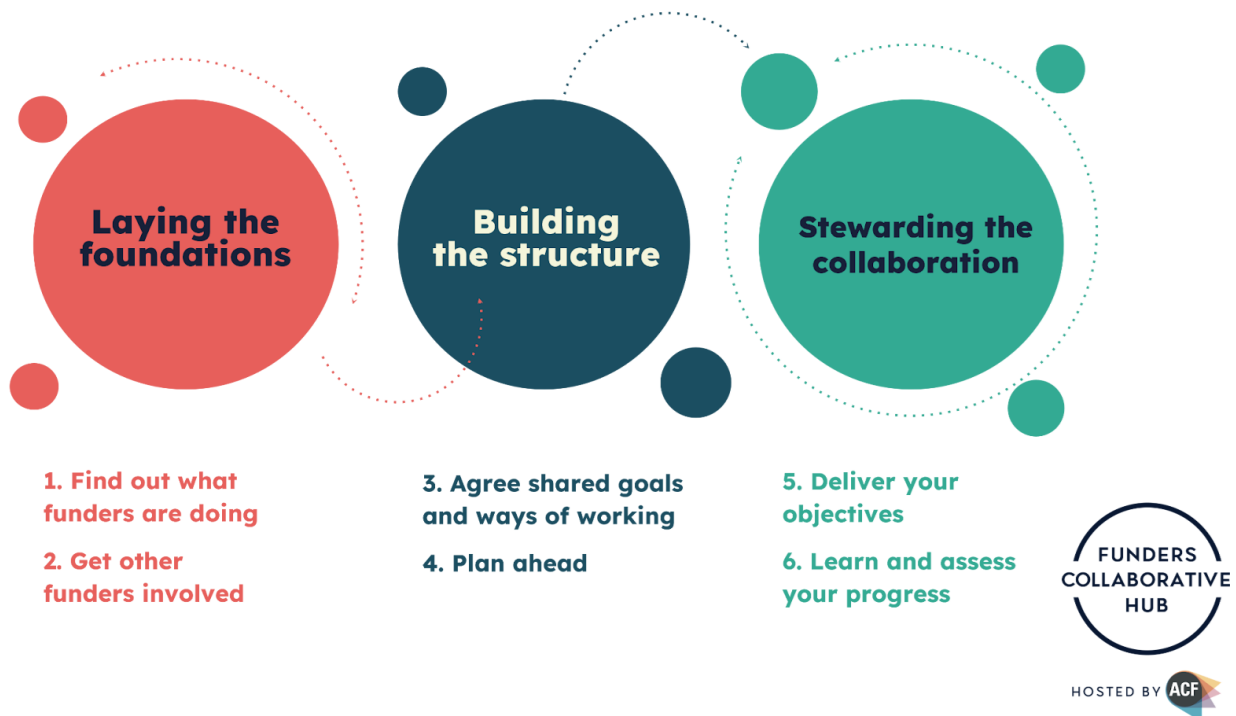 Laying the
foundations
Building
the structure
Stewarding the
collaboration
1. Find out what
funders are doing
2. Get other
funders involved
3. Agree shared goals
and ways of working
4. Plan ahead
5. Deliver your
objectives
6. Learn and assess
your progress
FUNDERS
COLLABORATIVE
HUB
HOSTED BY ACF